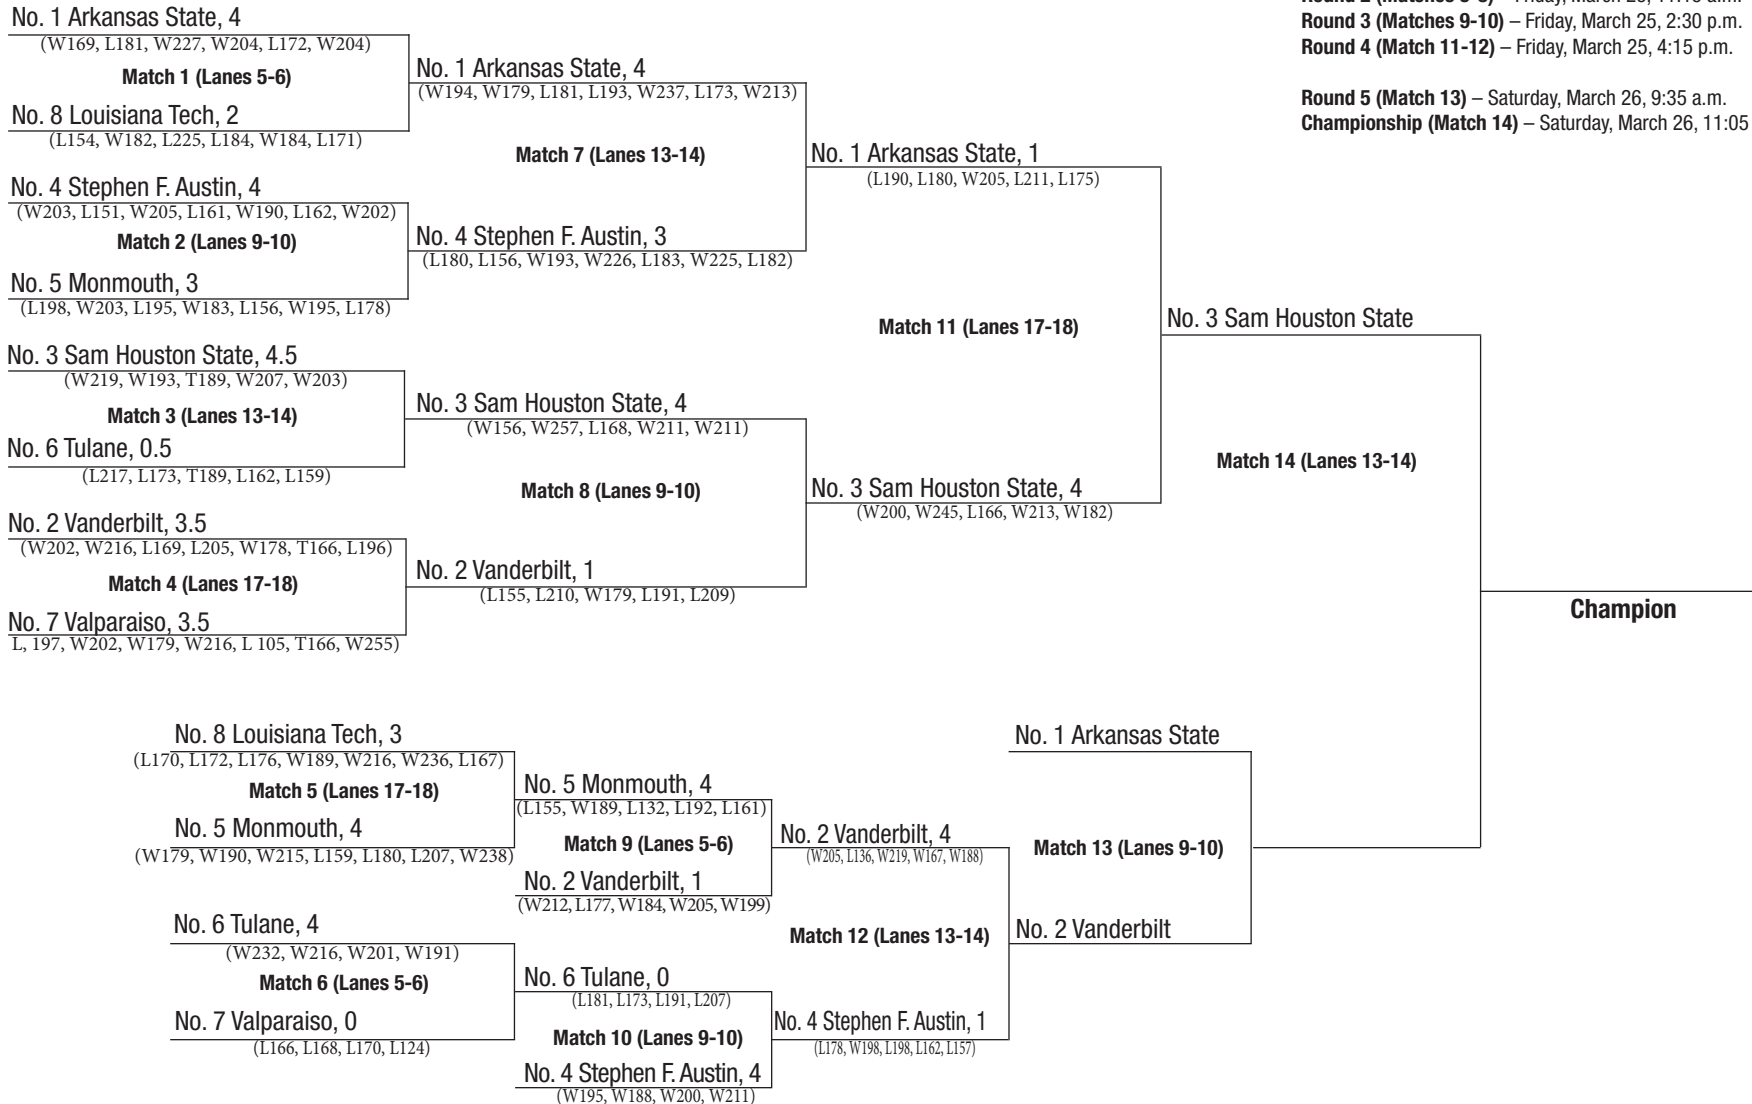 Round 3 (Matches 9-10) – Friday, March 25, 2:30 p.m.
Round 4 (Match 11-12) – Friday, March 25, 4:15 p.m.
Round 5 (Match 13) – Saturday, March 26, 9:35 a.m.
Championship (Match 14) – Saturday, March 26, 11:05
No. 1 Arkansas State, 4
(W169, L181, W227, W204, L172, W204)
Match 1 (Lanes 5-6)
No. 8 Louisiana Tech, 2
(L154, W182, L225, L184, W184, L171)
No. 4 Stephen F. Austin, 4
(W203, L151, W205, L161, W190, L162, W202)
Match 2 (Lanes 9-10)
No. 5 Monmouth, 3
(L198, W203, L195, W183, L156, W195, L178)
No. 3 Sam Houston State, 4.5
(W219, W193, T189, W207, W203)
Match 3 (Lanes 13-14)
No. 6 Tulane, 0.5
(L217, L173, T189, L162, L159)
No. 2 Vanderbilt, 3.5
(W202, W216, L169, L205, W178, T166, L196)
Match 4 (Lanes 17-18)
No. 7 Valparaiso, 3.5
L, 197, W202, W179, W216, L 105, T166, W255)
No. 1 Arkansas State, 4
(W194, W179, L181, L193, W237, L173, W213)
Match 7 (Lanes 13-14)
No. 4 Stephen F. Austin, 3
(L180, L156, W193, W226, L183, W225, L182)
No. 3 Sam Houston State, 4
(W156, W257, L168, W211, W211)
Match 8 (Lanes 9-10)
No. 2 Vanderbilt, 1
(L155, L210, W179, L191, L209)
No. 1 Arkansas State, 1
(L190, L180, W205, L211, L175)
Match 11 (Lanes 17-18)
No. 3 Sam Houston State, 4
(W200, W245, L166, W213, W182)
No. 3 Sam Houston State
Match 14 (Lanes 13-14)
Champion
No. 8 Louisiana Tech, 3
(L170, L172, L176, W189, W216, W236, L167)
Match 5 (Lanes 17-18)
No. 5 Monmouth, 4
(W179, W190, W215, L159, L180, L207, W238)
No. 6 Tulane, 4
(W232, W216, W201, W191)
Match 6 (Lanes 5-6)
No. 7 Valparaiso, 0
(L166, L168, L170, L124)
No. 5 Monmouth, 4
(L155, W189, L132, L192, L161)
Match 9 (Lanes 5-6)
No. 2 Vanderbilt, 1
(W212, L177, W184, W205, W199)
No. 6 Tulane, 0
(L181, L173, L191, L207)
Match 10 (Lanes 9-10)
No. 4 Stephen F. Austin, 4
(W195, W188, W200, W211)
No. 2 Vanderbilt, 4
(W205, L136, W219, W167, W188)
Match 12 (Lanes 13-14)
No. 4 Stephen F. Austin, 1
(L178, W198, L198, L162, L157)
No. 1 Arkansas State
Match 13 (Lanes 9-10)
No. 2 Vanderbilt